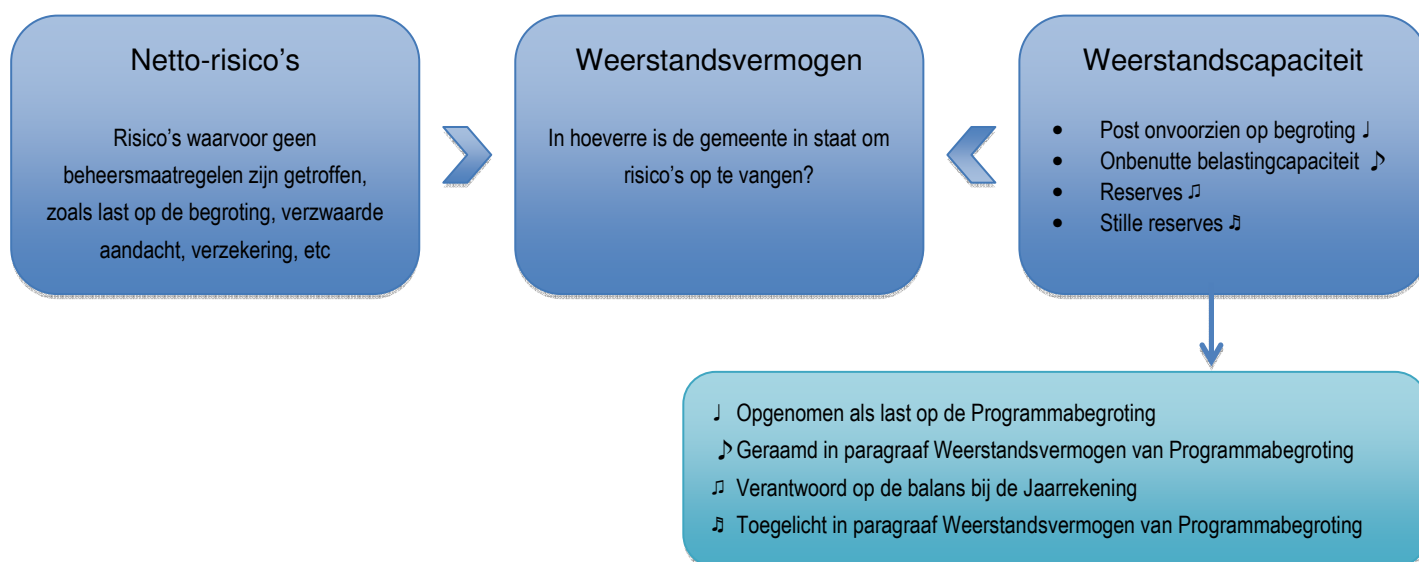 Netto-risico’s
Risico’s waarvoor geen
beheersmaatregelen zijn getroffen,
zoals last op de begroting, verzwaarde
aandacht, verzekering, etc
Weerstandsvermogen
In hoeverre is de gemeente in staat om
risico’s op te vangen?
Weerstandscapaciteit
• Post onvoorzien op begroting ♩
• Onbenutte belastingcapaciteit ♪
• Reserves ♫
• Stille reserves ♬
♩ Opgenomen als last op de Programmabegroting
♪ Geraamd in paragraaf Weerstandsvermogen van Programmabegroting
♫ Verantwoord op de balans bij de Jaarrekening
♬ Toegelicht in paragraaf Weerstandsvermogen van Programmabegroting